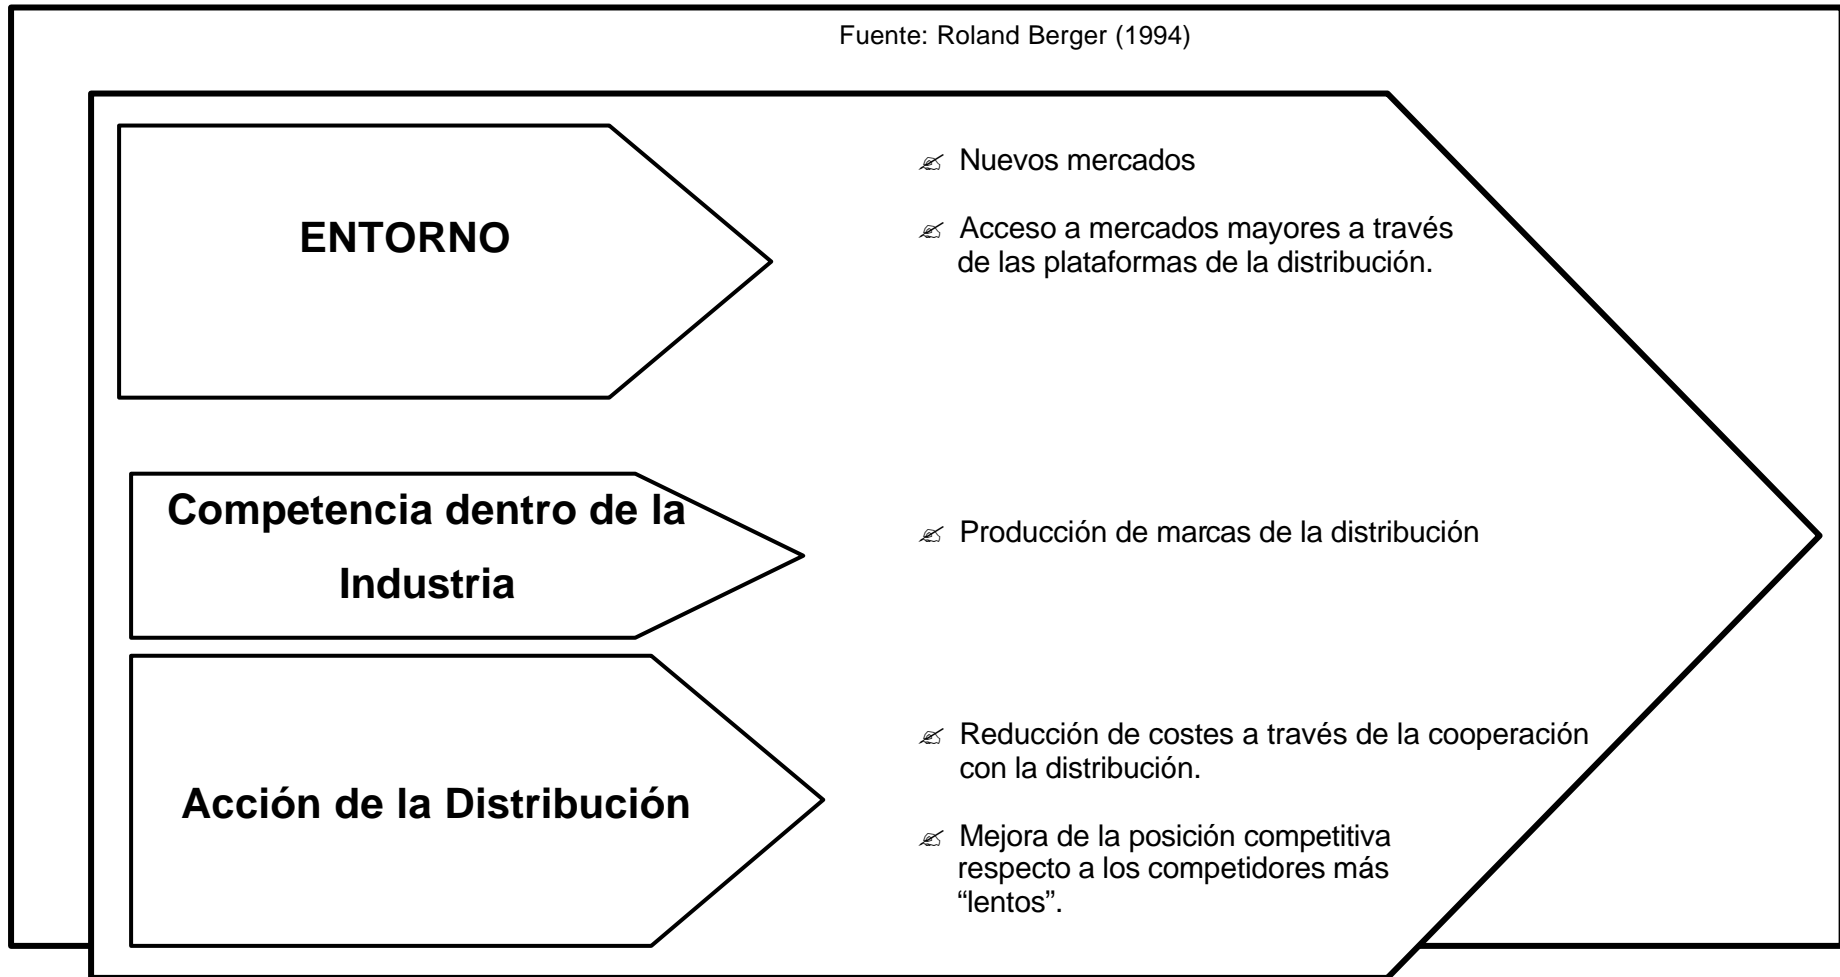 Fuente: Roland Berger (1994)
ENTORNO
Nuevos mercados
Acceso a mercados mayores a través
de las plataformas de la distribución.
Competencia dentro de la
Industria
Producción de marcas de la distribución
Acción de la Distribución
Reducción de costes a través de la cooperación
con la distribución.
Mejora de la posición competitiva
respecto a los competidores más
“lentos”.